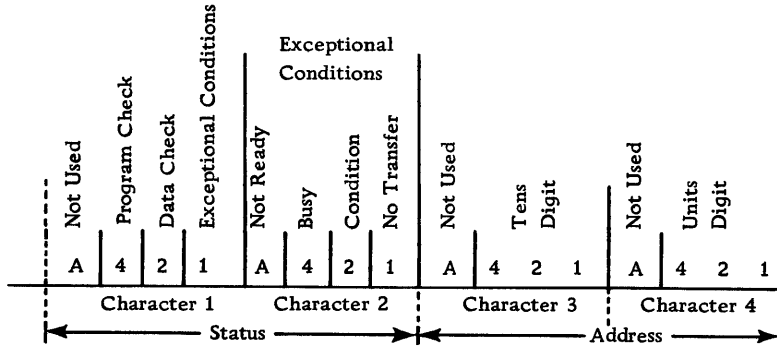 Exceptional
Conditions
Not Used
Program Check
Data Check
Exceptional Conditions
Not Ready
Busy
Condition
No Transfer
Not Used
Tens
Digit
Not Used
Units
Digit
A 4 2 1 A 4 2 1 A 4 2 1 A 4 2 1
Character 1 Character 2 Character 3 Character 4
Status Address